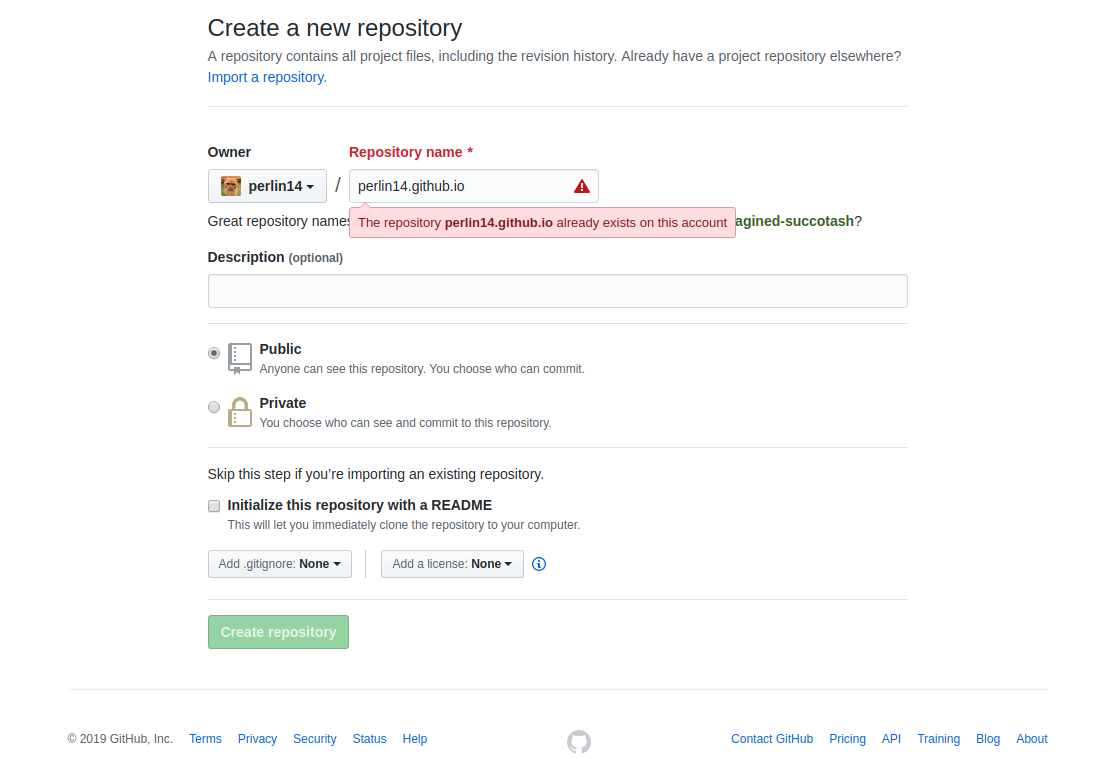 Create a new repository
A repository contains all project files, including the revision history. Already have a project repository elsewhere?
Import a repository.
Owner
Repository name *
perlin14 / perlin14.github.io
Great repository names
The repository perlin14.github.io already exists on this account
agined-succotash?
Description (optional)
Public
Anyone can see this repository. You choose who can commit.
Private
You choose who can see and commit to this repository.
Skip this step if you’re importing an existing repository.
Initialize this repository with a README
This will let you immediately clone the repository to your computer.
Add .gitignore: None
Add a license: None
Create repository
© 2019 GitHub, Inc. Terms Privacy Security Status Help
Contact GitHub Pricing API Training Blog About